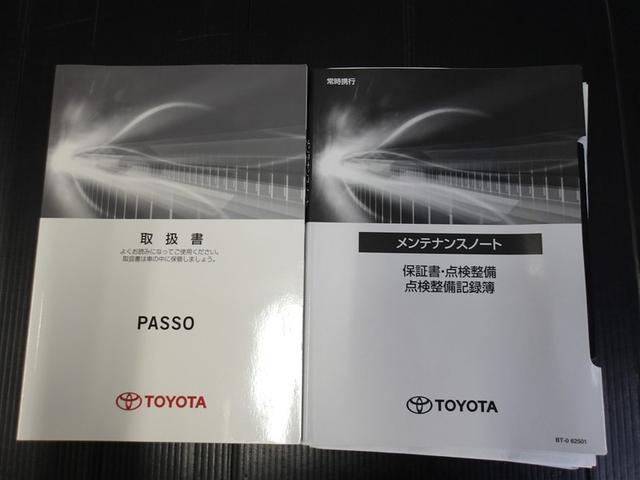 取扱書
よくお読みになってご使用ください。
取扱書は車の中に保管しましょう。
PASSO
TOYOTA
常時携行
メンテナンスノート
保証書・点検整備
点検整備記録簿
TOYOTA
BT-0 62501